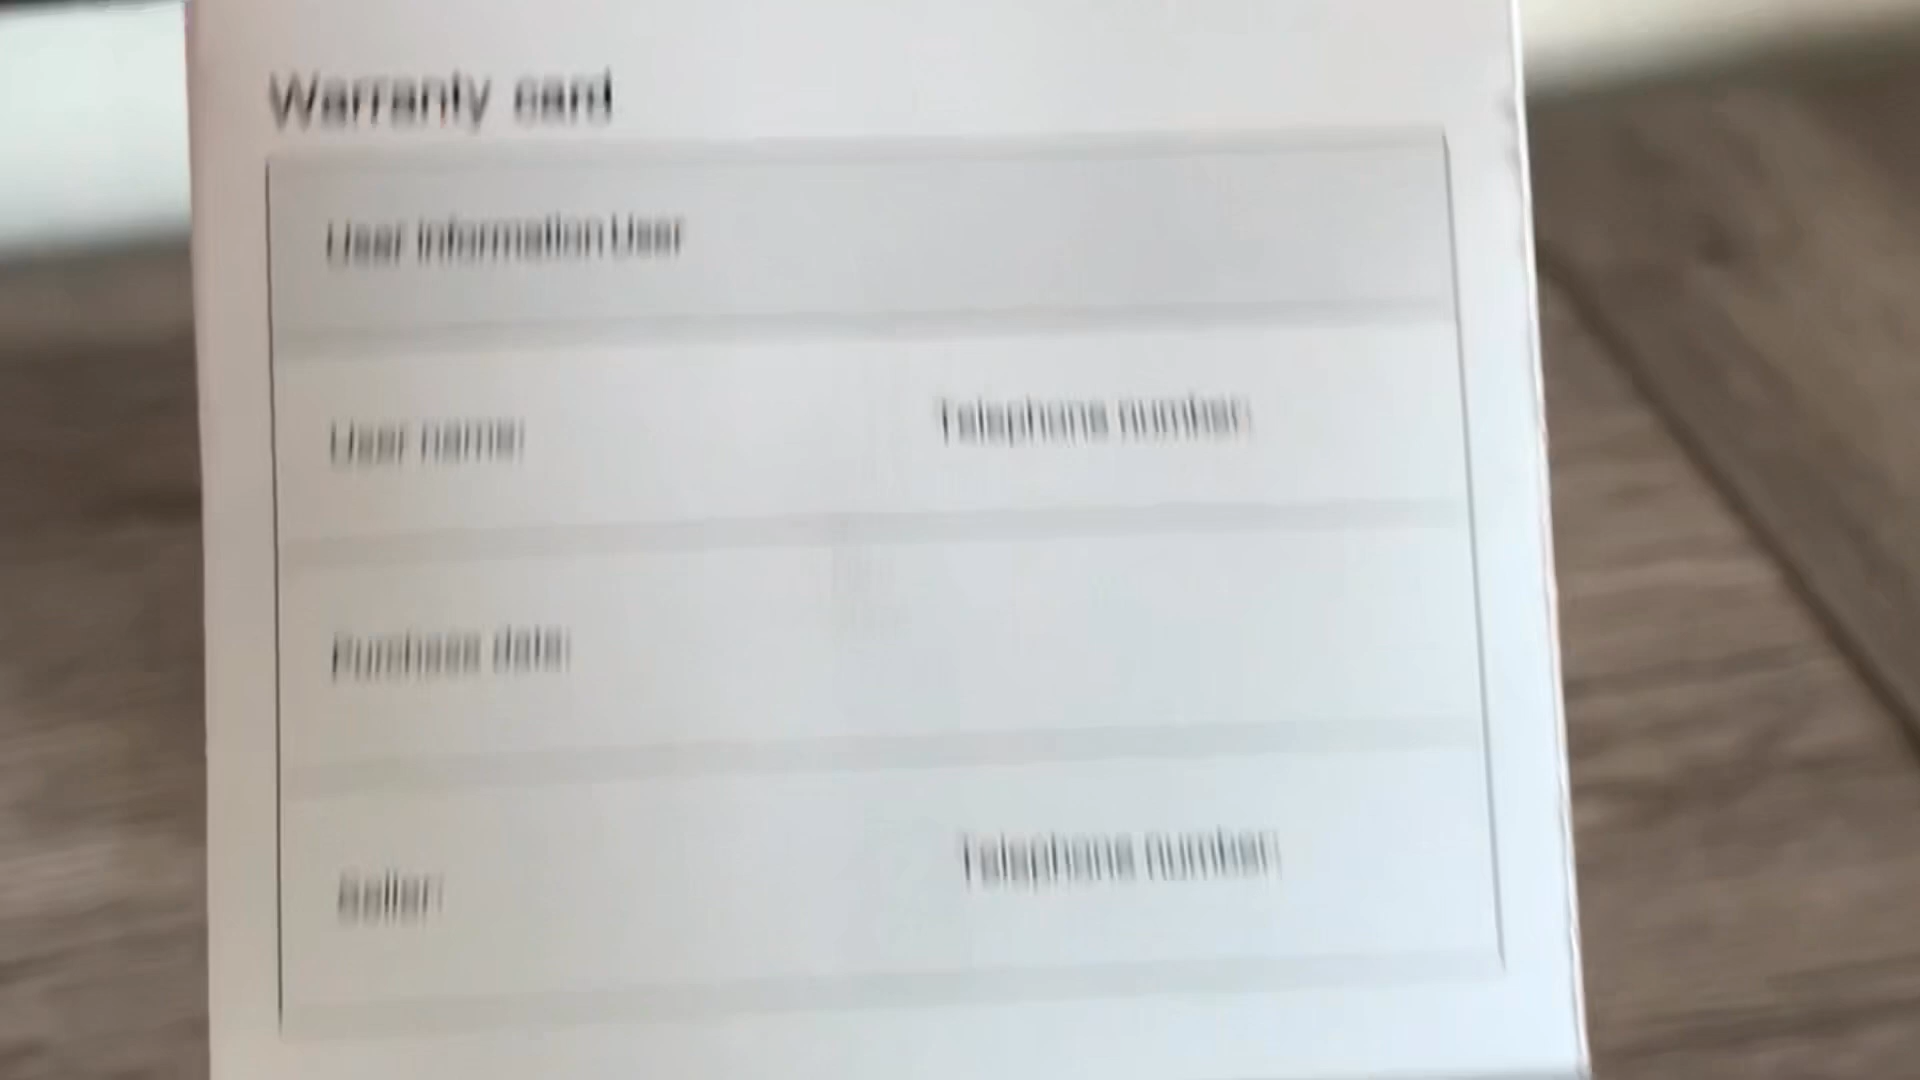 Warranty card
User information User
User name: Telephone number:
Purchase date:
Seller: Telephone number: